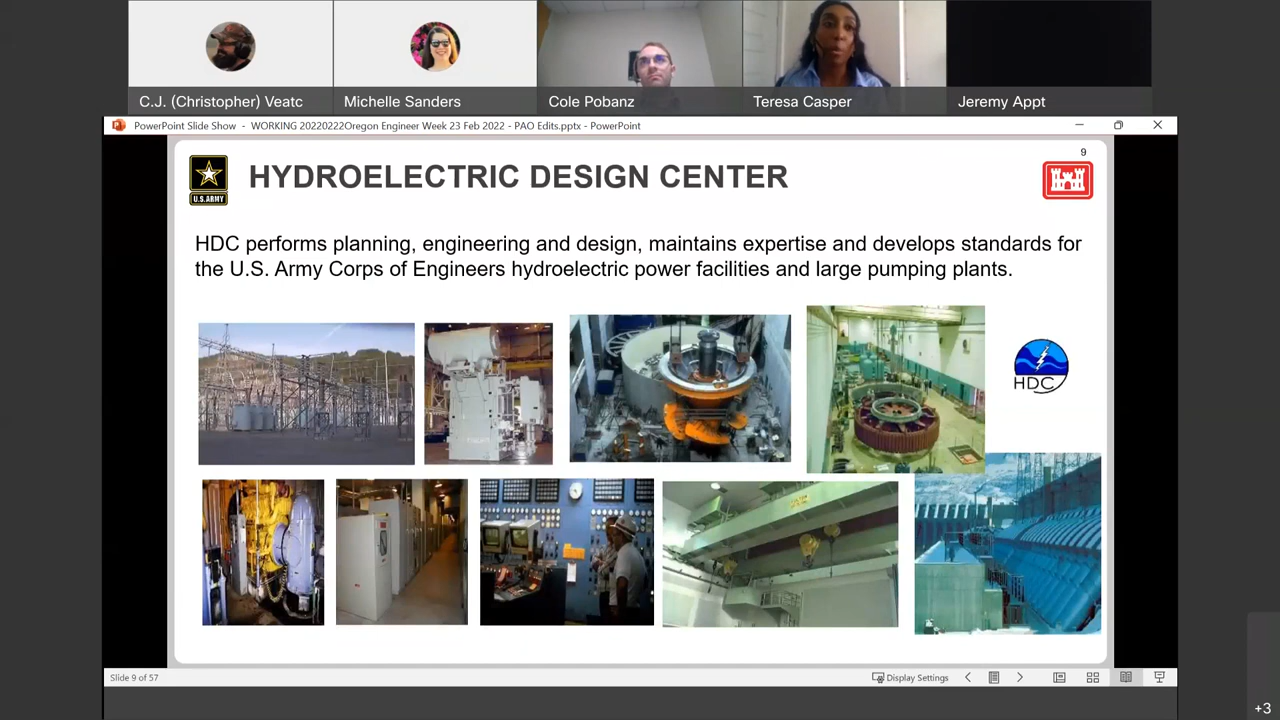 C.J. (Christopher) Veatc
Michelle Sanders
Cole Pobanz
Teresa Casper
Jeremy Appt
PowerPoint Slide Show - WORKING 20220222Oregon Engineer Week 23 Feb 2022 - PAO Edits.pptx - PowerPoint
9
U.S.ARMY
HYDROELECTRIC DESIGN CENTER
HDC performs planning, engineering and design, maintains expertise and develops standards for
the U.S. Army Corps of Engineers hydroelectric power facilities and large pumping plants.
HDC
Slide 9 of 57
Display Settings
+3